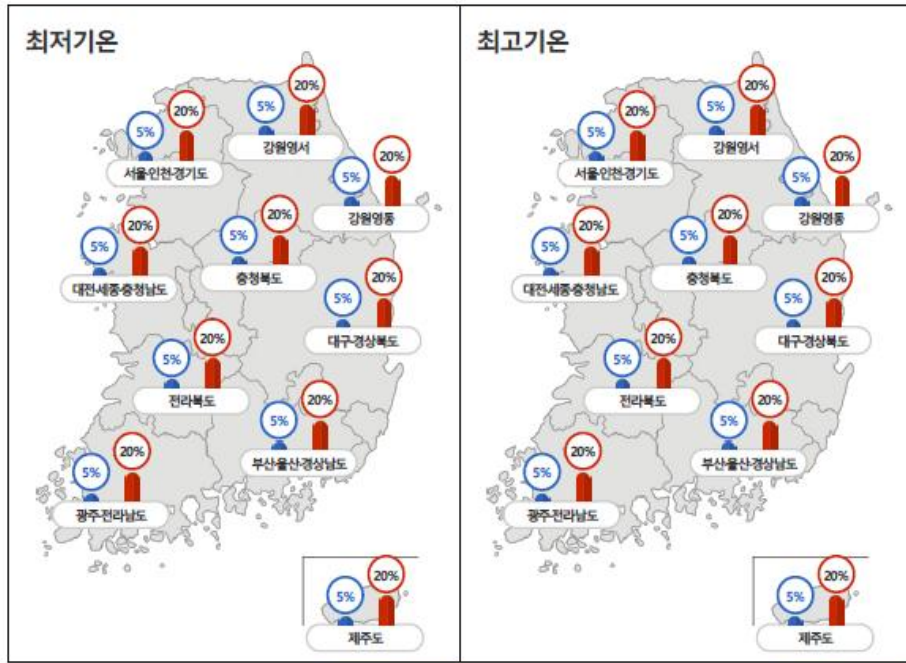 최저기온
5% 20%
강원영서
5% 20%
서울·인천·경기도
5% 20%
강원영동
5% 20%
대전·세종·충청남도
5% 20%
충청북도
5% 20%
대구·경상북도
5% 20%
전라북도
5% 20%
부산·울산·경상남도
5% 20%
광주·전라남도
5% 20%
제주도
최고기온
5% 20%
강원영서
5% 20%
서울·인천·경기도
5% 20%
강원영동
5% 20%
대전·세종·충청남도
5% 20%
충청북도
5% 20%
대구·경상북도
5% 20%
전라북도
5% 20%
부산·울산·경상남도
5% 20%
광주·전라남도
5% 20%
제주도